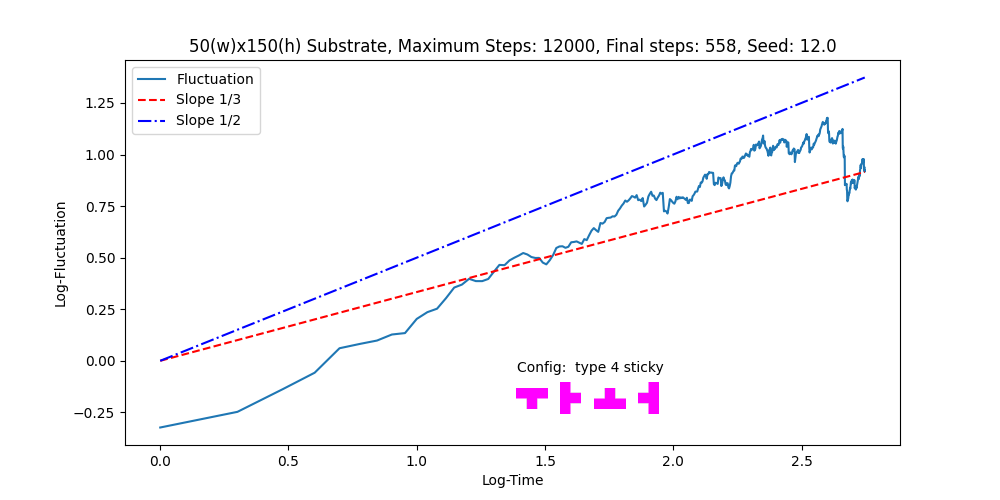 50(w)x150(h) Substrate, Maximum Steps: 12000, Final steps: 558, Seed: 12.0
Fluctuation
Slope 1/3
Slope 1/2
1.25
1.00
0.75
0.50
0.25
0.00
−0.25
Log-Fluctuation
Config:  type 4 sticky
0.0 0.5 1.0 1.5 2.0 2.5
Log-Time